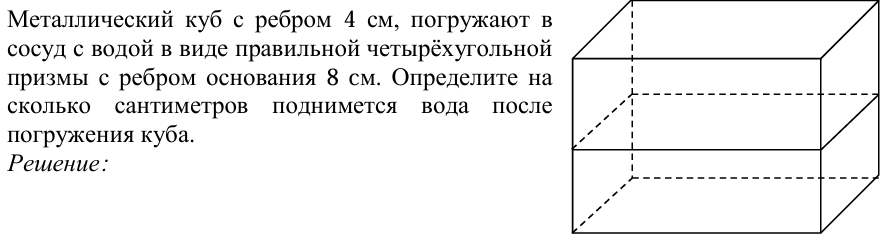 Металлический куб с ребром 4 см, погружают в
сосуд с водой в виде правильной четырёхугольной
призмы с ребром основания 8 см. Определите на
сколько сантиметров поднимется вода после
погружения куба.
Решение: